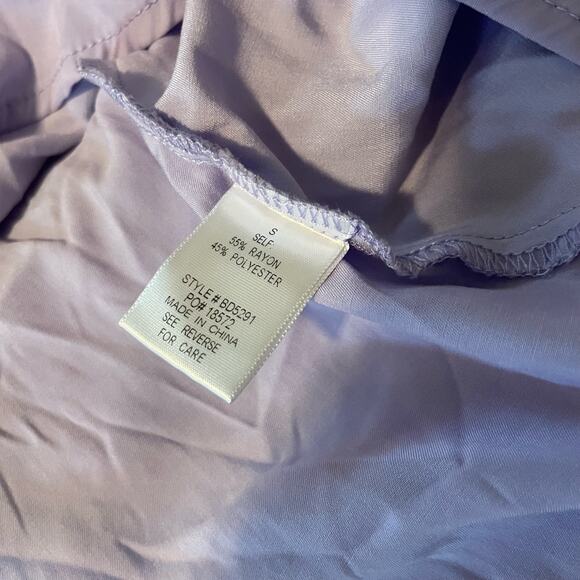 S
SELF:
55% RAYON
45% POLYESTER
STYLE# BD5291
PO# 18572
MADE IN CHINA
SEE REVERSE
FOR CARE